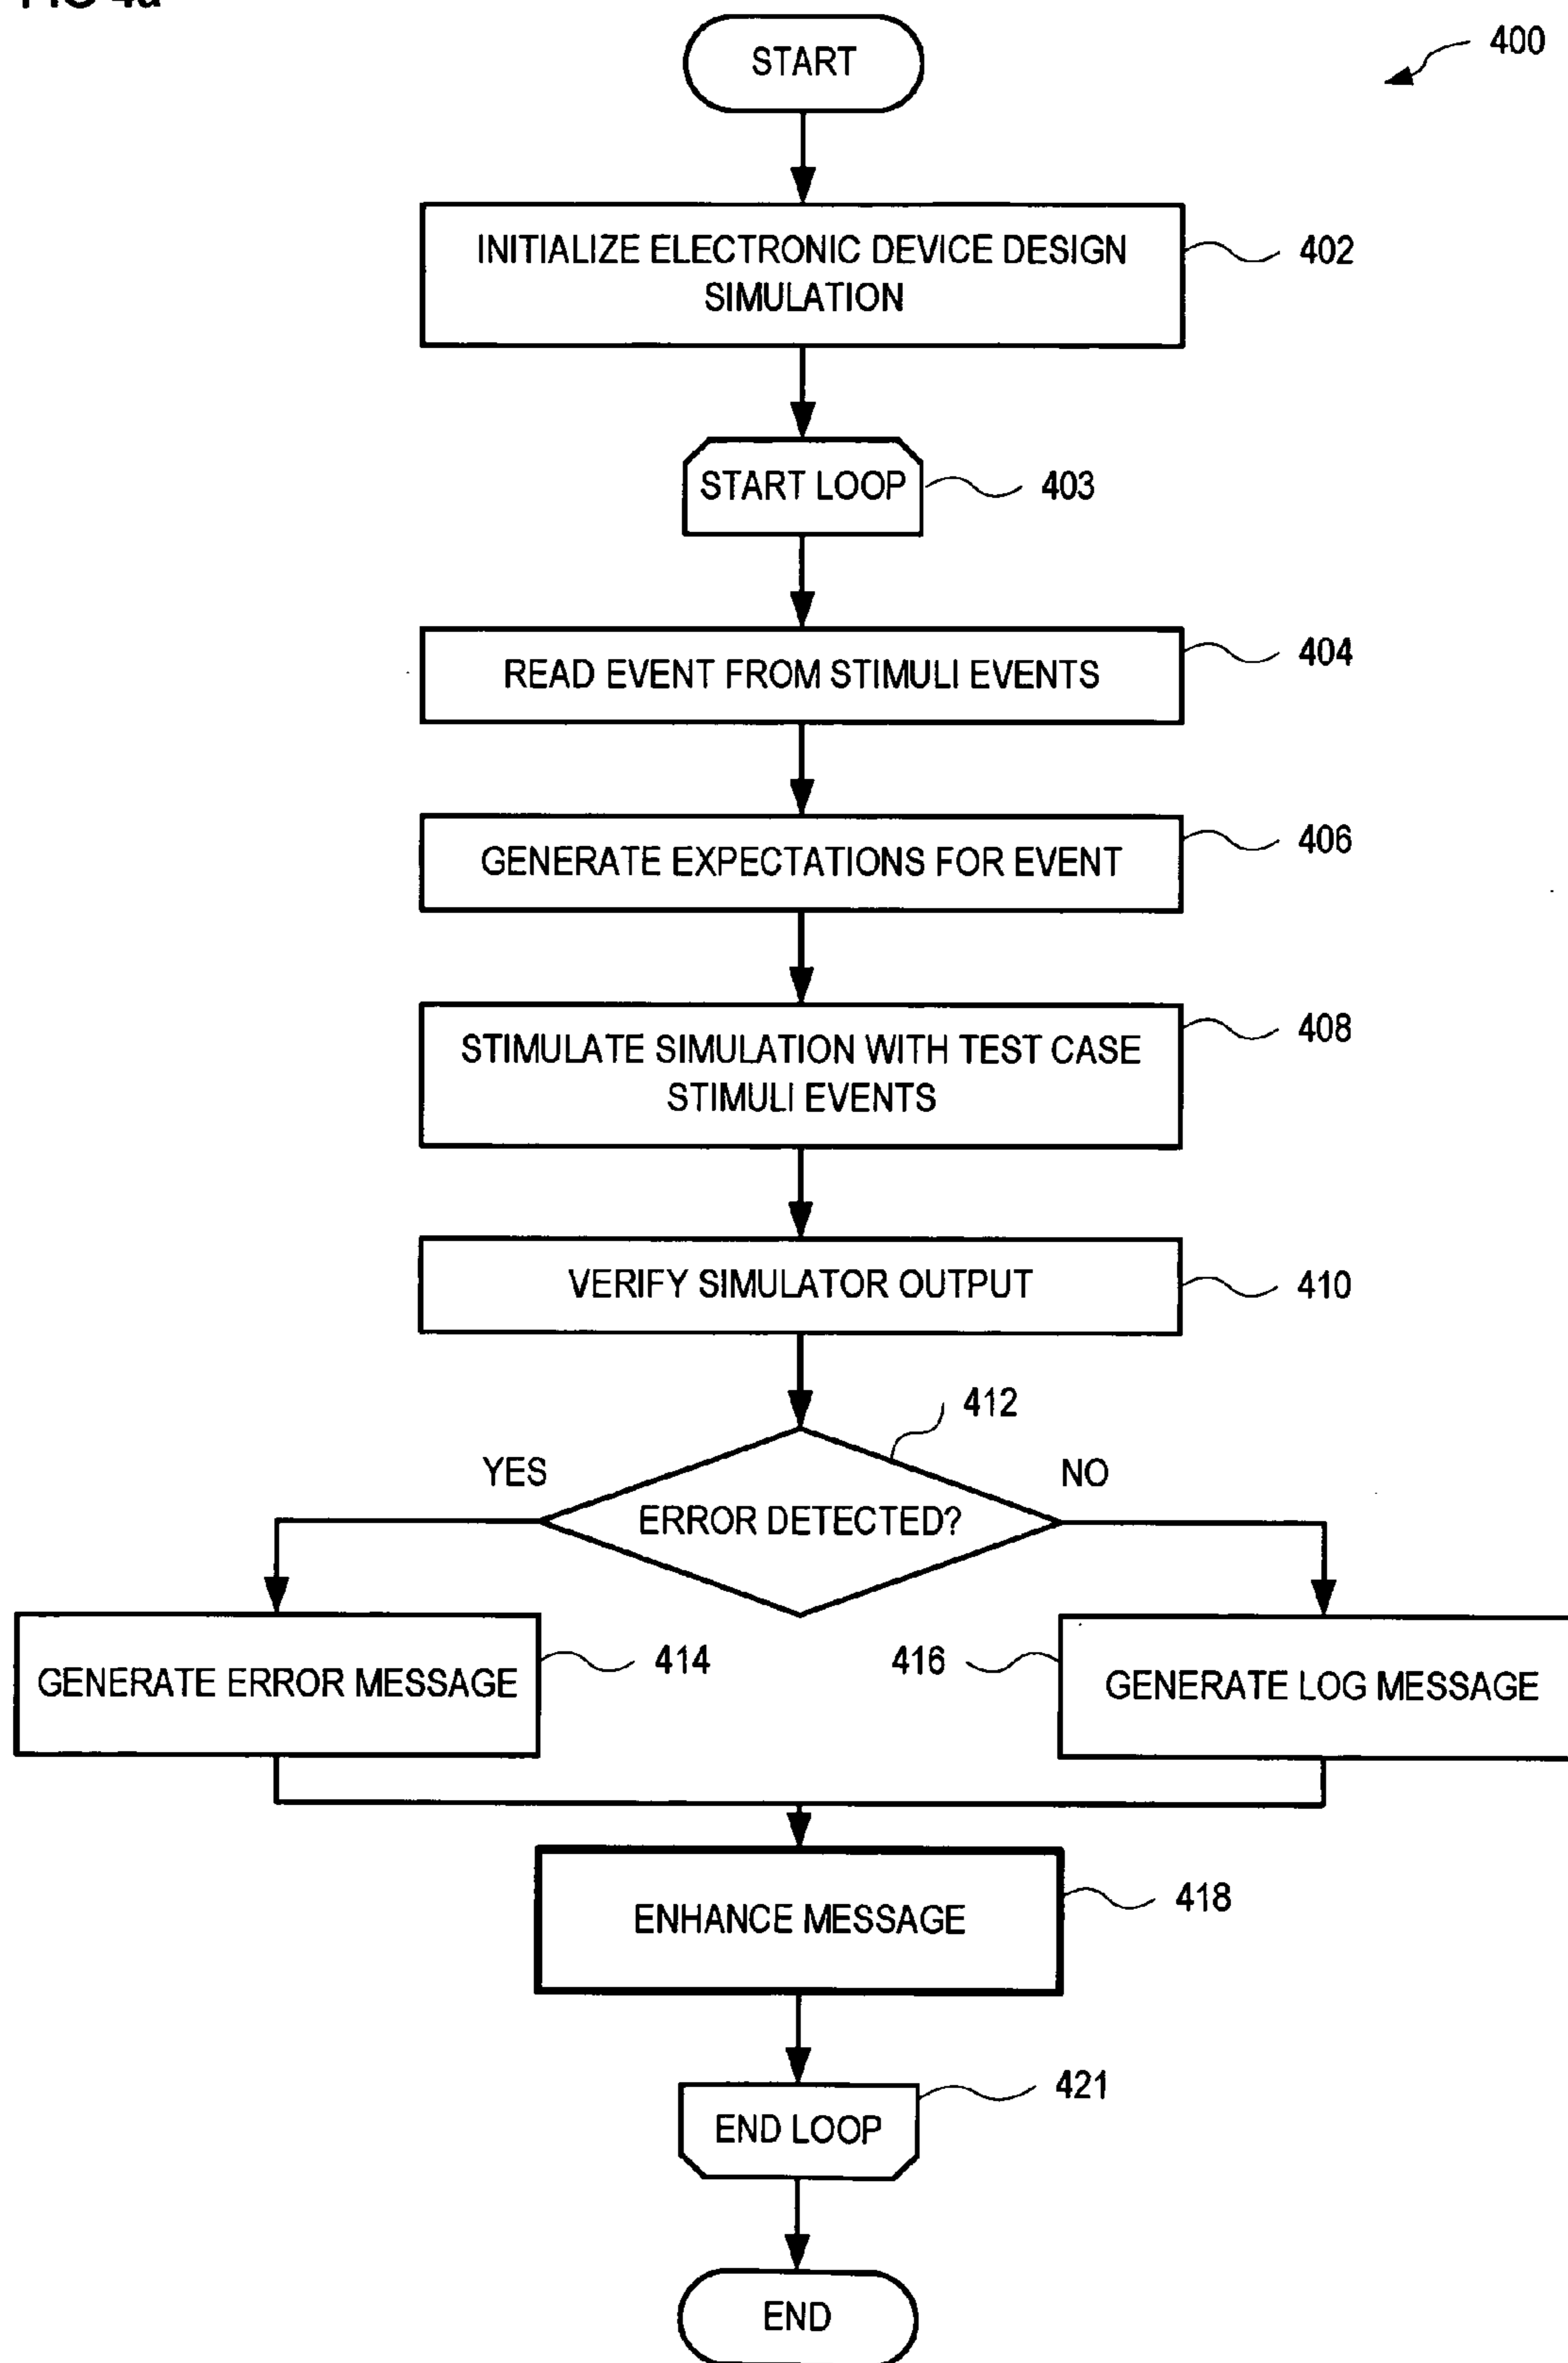 FIG 4a
START
400
INITIALIZE ELECTRONIC DEVICE DESIGN
SIMULATION
402
START LOOP
403
READ EVENT FROM STIMULI EVENTS
404
GENERATE EXPECTATIONS FOR EVENT
406
STIMULATE SIMULATION WITH TEST CASE
STIMULI EVENTS
408
VERIFY SIMULATOR OUTPUT
410
412
YES
NO
ERROR DETECTED?
GENERATE ERROR MESSAGE
414
416
GENERATE LOG MESSAGE
ENHANCE MESSAGE
418
END LOOP
421
END